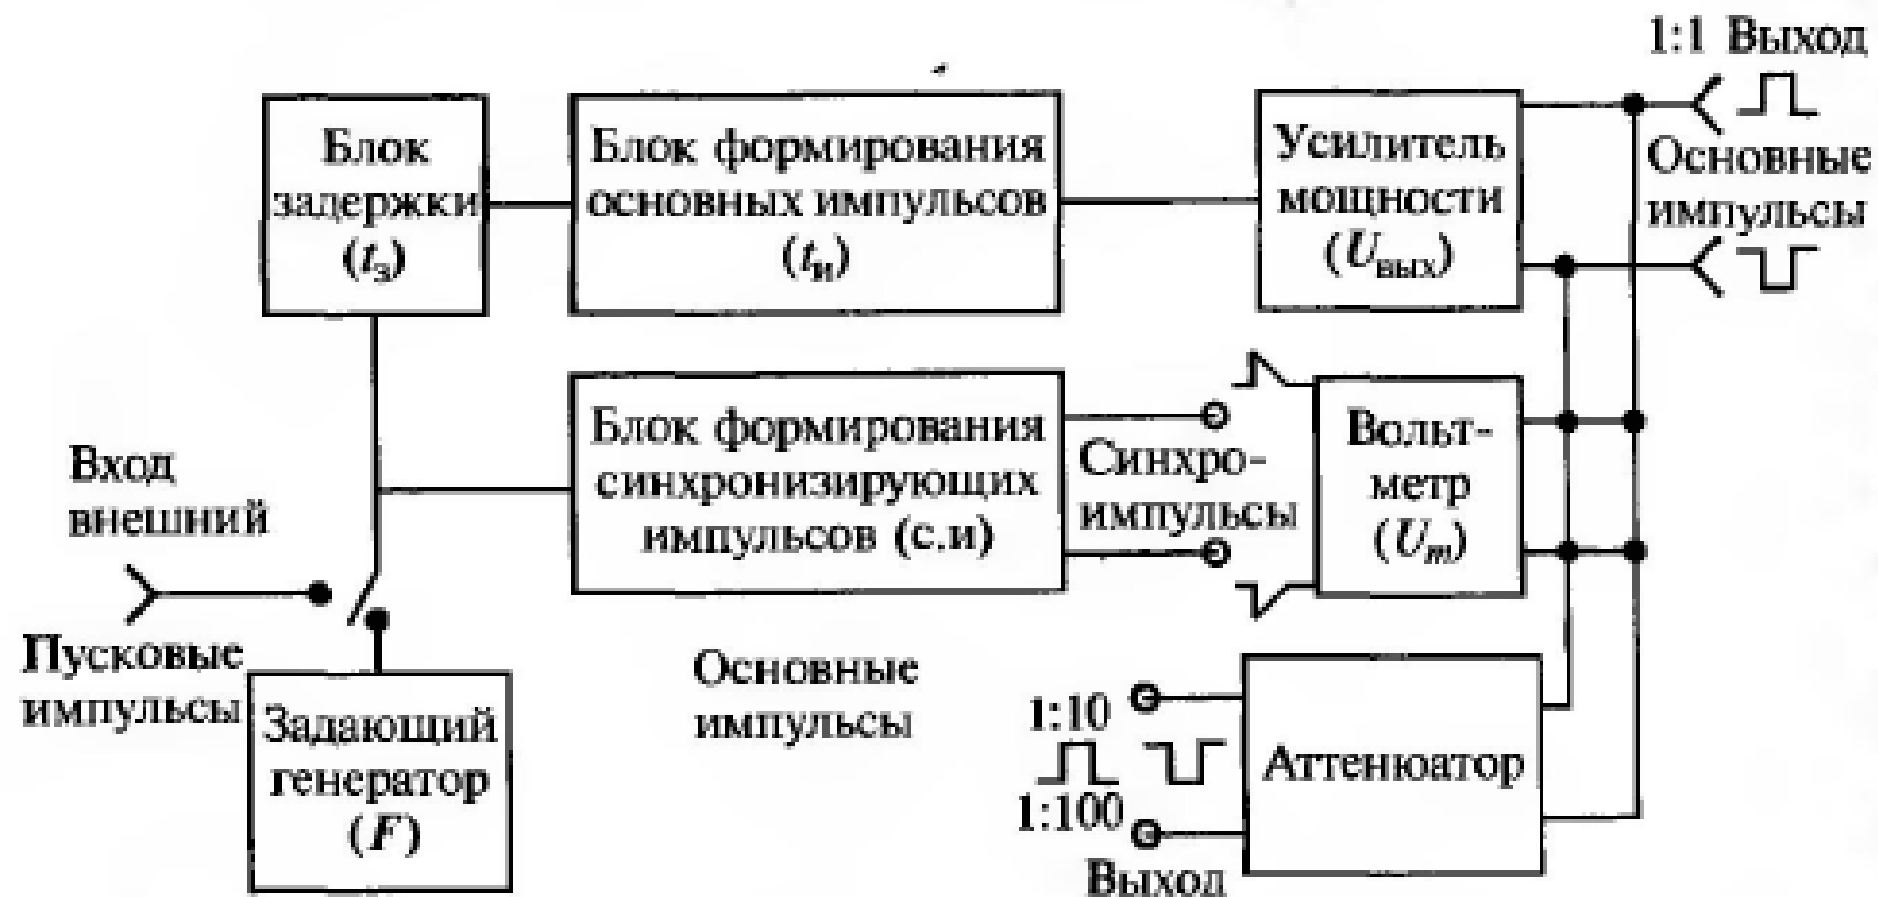 1:1 Выход
Блок
задержки
(tз)
Блок формирования
основных импульсов
(tи)
Усилитель
мощности
(Uвых)
Основные
импульсы
Блок формирования
синхронизирующих
импульсов (с.и)
Синхро-
импульсы
Вольт-
метр
(Um)
Вход
внешний
Пусковые
импульсы
Задающий
генератор
(F)
Основные
импульсы
1:10
1:100
Выход
Аттенюатор